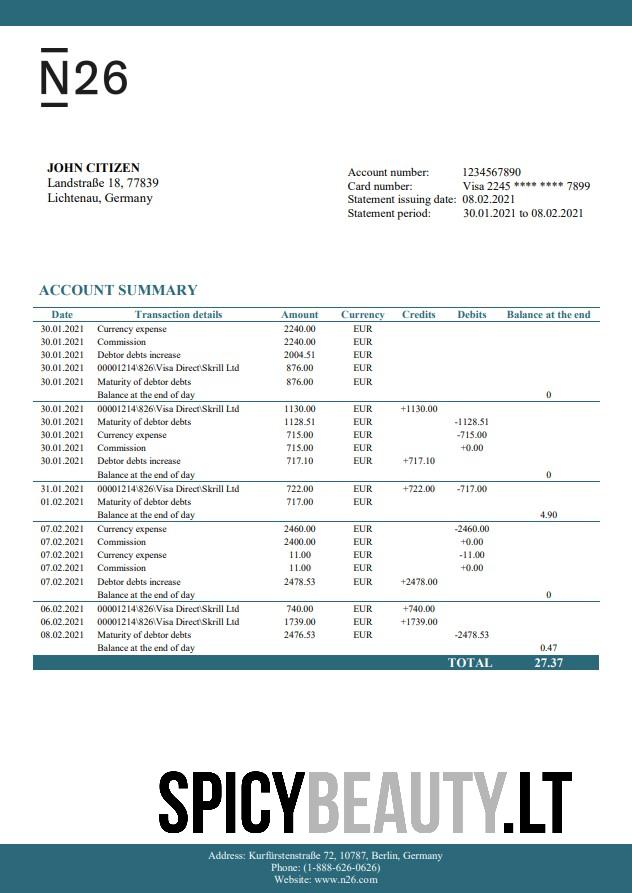 N26
JOHN CITIZEN
Landstraße 18, 77839
Lichtenau, Germany
Account number: 1234567890
Card number: Visa 2245 **** **** 7899
Statement issuing date: 08.02.2021
Statement period: 30.01.2021 to 08.02.2021
ACCOUNT SUMMARY
Date Transaction details Amount Currency Credits Debits Balance at the end
30.01.2021 Currency expense 2240.00 EUR
30.01.2021 Commission 2240.00 EUR
30.01.2021 Debtor debts increase 2004.51 EUR
30.01.2021 00001214\826\Visa Direct\Skrill Ltd 876.00 EUR
30.01.2021 Maturity of debtor debts 876.00 EUR
Balance at the end of day 0
30.01.2021 00001214\826\Visa Direct\Skrill Ltd 1130.00 EUR +1130.00
30.01.2021 Maturity of debtor debts 1128.51 EUR -1128.51
30.01.2021 Currency expense 715.00 EUR -715.00
30.01.2021 Commission 715.00 EUR +0.00
30.01.2021 Debtor debts increase 717.10 EUR +717.10
Balance at the end of day 0
31.01.2021 00001214\826\Visa Direct\Skrill Ltd 722.00 EUR +722.00 -717.00
01.02.2021 Maturity of debtor debts 717.00 EUR
Balance at the end of day 4.90
07.02.2021 Currency expense 2460.00 EUR -2460.00
07.02.2021 Commission 2400.00 EUR +0.00
07.02.2021 Currency expense 11.00 EUR -11.00
07.02.2021 Commission 11.00 EUR +0.00
07.02.2021 Debtor debts increase 2478.53 EUR +2478.00
Balance at the end of day 0
06.02.2021 00001214\826\Visa Direct\Skrill Ltd 740.00 EUR +740.00
06.02.2021 00001214\826\Visa Direct\Skrill Ltd 1739.00 EUR +1739.00
08.02.2021 Maturity of debtor debts 2476.53 EUR -2478.53
Balance at the end of day 0.47
TOTAL 27.37
SPICYBEAUTY.LT
Address: Kurfürstenstraße 72, 10787, Berlin, Germany
Phone: (1-888-626-0626)
Website: www.n26.com